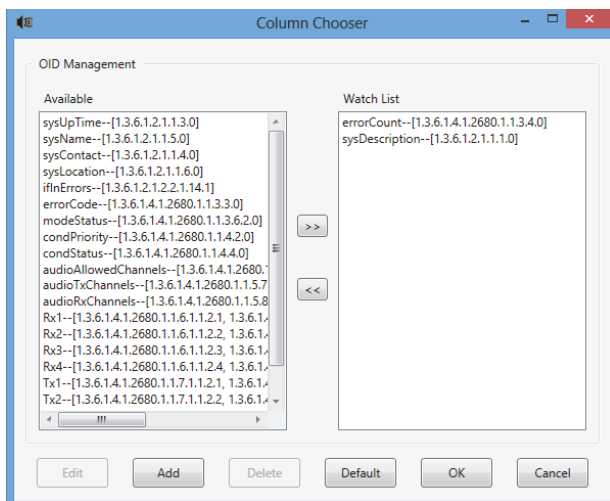 Column Chooser
OID Management
Available
sysUpTime--[1.3.6.1.2.1.1.3.0]
sysName--[1.3.6.1.2.1.1.5.0]
sysContact--[1.3.6.1.2.1.1.4.0]
sysLocation--[1.3.6.1.2.1.1.6.0]
ifInErrors--[1.3.6.1.2.1.2.2.1.14.1]
errorCode--[1.3.6.1.4.1.2680.1.1.3.3.0]
modeStatus--[1.3.6.1.4.1.2680.1.1.3.6.2.0]
condPriority--[1.3.6.1.4.1.2680.1.1.4.2.0]
condStatus--[1.3.6.1.4.1.2680.1.1.4.4.0]
audioAllowedChannels--[1.3.6.1.4.1.2680.
audioTxChannels--[1.3.6.1.4.1.2680.1.1.5.7
audioRxChannels--[1.3.6.1.4.1.2680.1.1.5.8
Rx1--[1.3.6.1.4.1.2680.1.1.6.1.1.2.1, 1.3.6.1.4
Rx2--[1.3.6.1.4.1.2680.1.1.6.1.1.2.2, 1.3.6.1.4
Rx3--[1.3.6.1.4.1.2680.1.1.6.1.1.2.3, 1.3.6.1.4
Rx4--[1.3.6.1.4.1.2680.1.1.6.1.1.2.4, 1.3.6.1.4
Tx1--[1.3.6.1.4.1.2680.1.1.7.1.1.2.1, 1.3.6.1.4
Tx2--[1.3.6.1.4.1.2680.1.1.7.1.1.2.2, 1.3.6.1.4
>>
<<
Watch List
errorCount--[1.3.6.1.4.1.2680.1.1.3.4.0]
sysDescription--[1.3.6.1.2.1.1.1.0]
Edit Add Delete Default OK Cancel